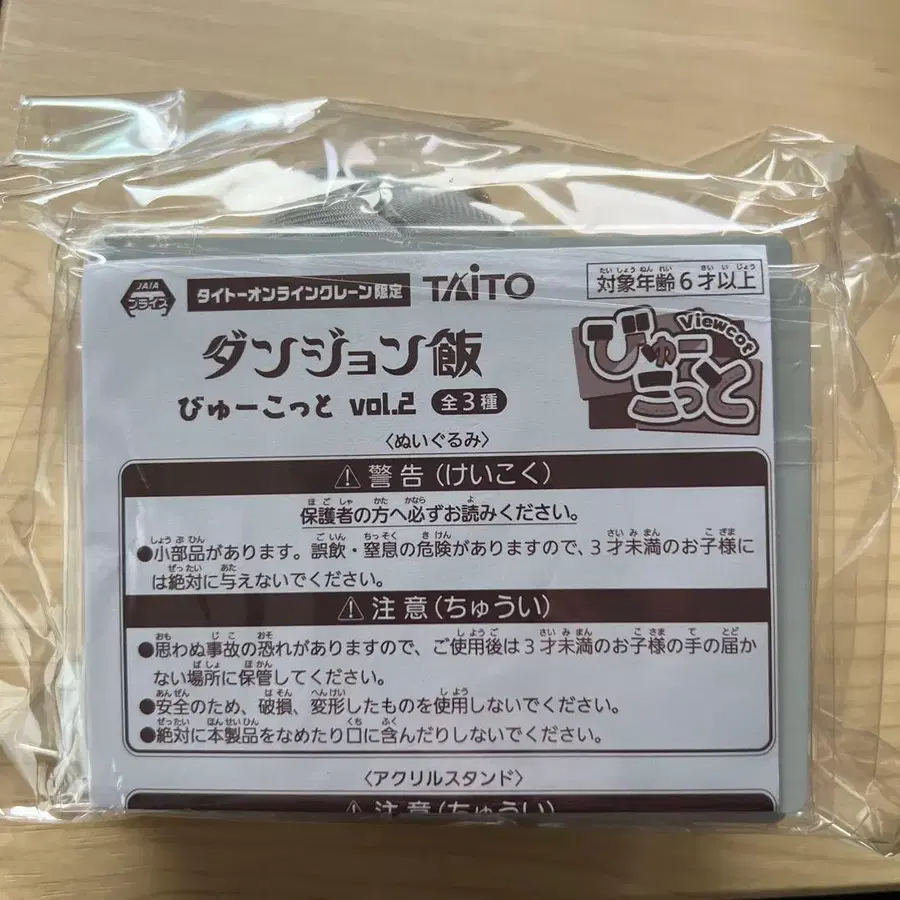 JAIA
プライズ
タイトーオンラインクレーン限定
TAITO
対象年齢6才以上
ダンジョン飯
びゅーこっと vol.2 全3種
Viewcot
びゅーこっと
〈ぬいぐるみ〉
⚠警告(けいこく)
保護者の方へ必ずお読みください。
●小部品があります。誤飲・窒息の危険がありますので、3才未満のお子様に
は絶対に与えないでください。
⚠注意(ちゅうい)
●思わぬ事故の恐れがありますので、ご使用後は3才未満のお子様の手の届か
ない場所に保管してください。
●安全のため、破損、変形したものを使用しないでください。
●絶対に本製品をなめたり口に含んだりしないでください。
〈アクリルスタンド〉
⚠注意(ちゅうい)